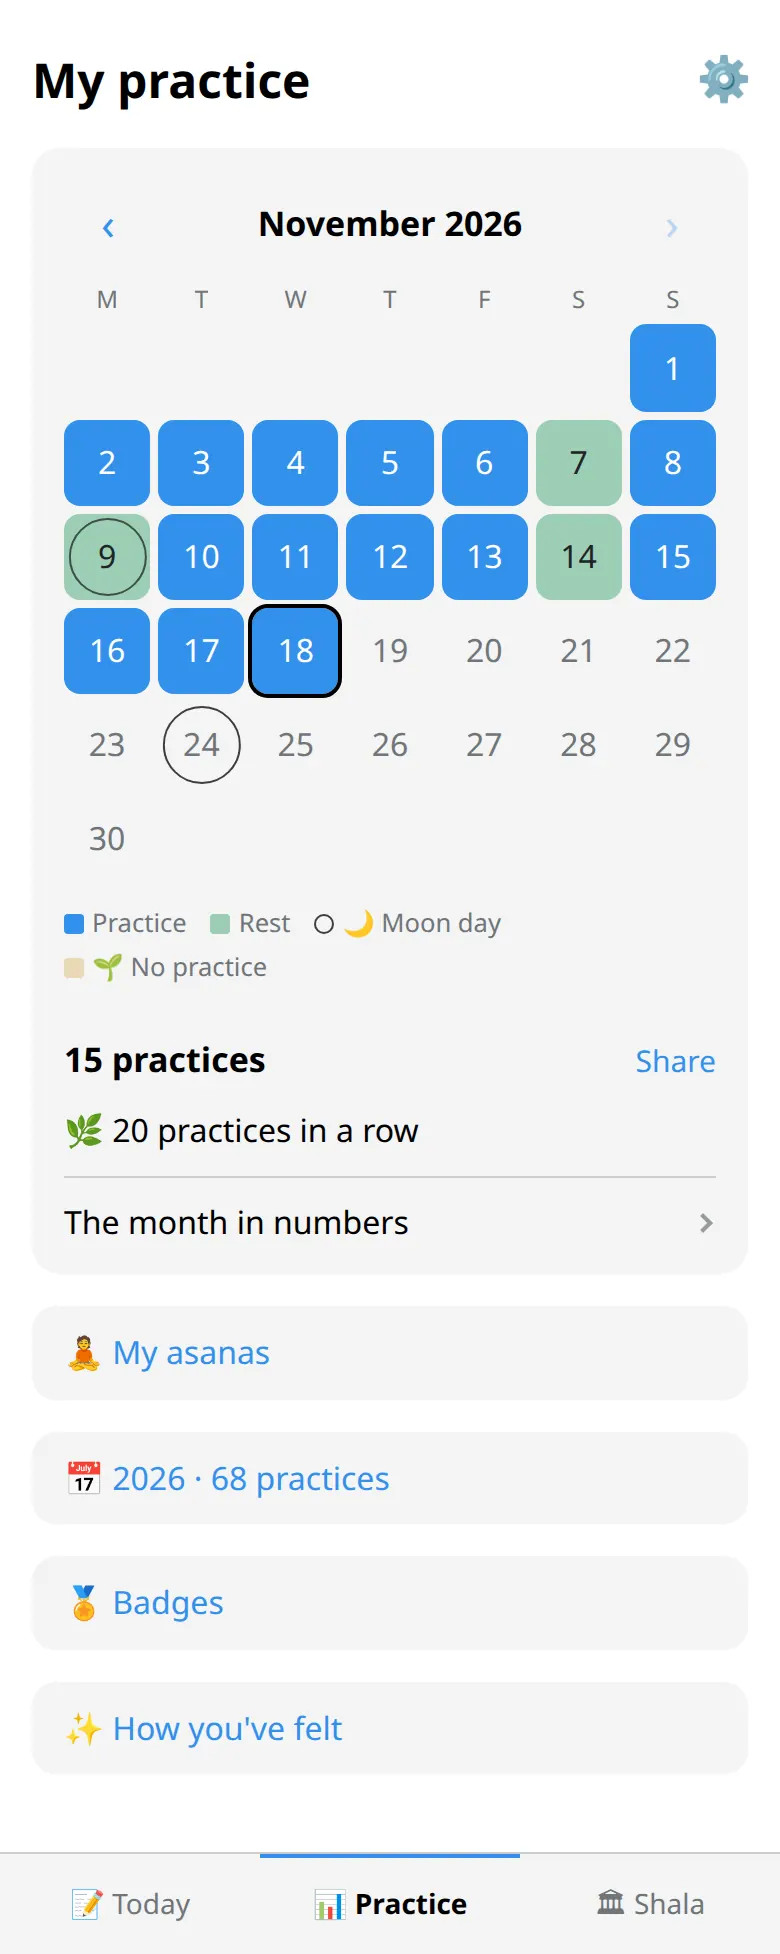 My practice ⚙️
‹ November 2026 ›
M T W T F S S
1
2 3 4 5 6 7 8
9 10 11 12 13 14 15
16 17 18 19 20 21 22
23 24 25 26 27 28 29
30
Practice Rest 🌙 Moon day
🌱 No practice
15 practices Share
🌿 20 practices in a row
The month in numbers ›
🧘 My asanas
📅 2026 · 68 practices
🏅 Badges
✨ How you've felt
📝 Today 📊 Practice 🏛 Shala